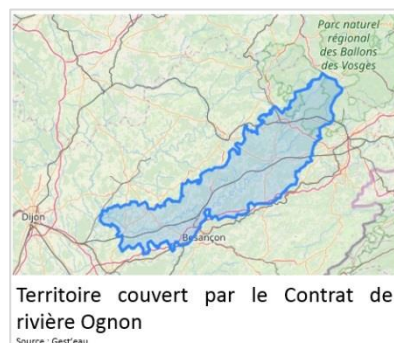 Parc naturel
régional
des Ballons
des Vosges
Dijon
Besançon
Territoire couvert par le Contrat de
rivière Ognon
Source : Gest'eau